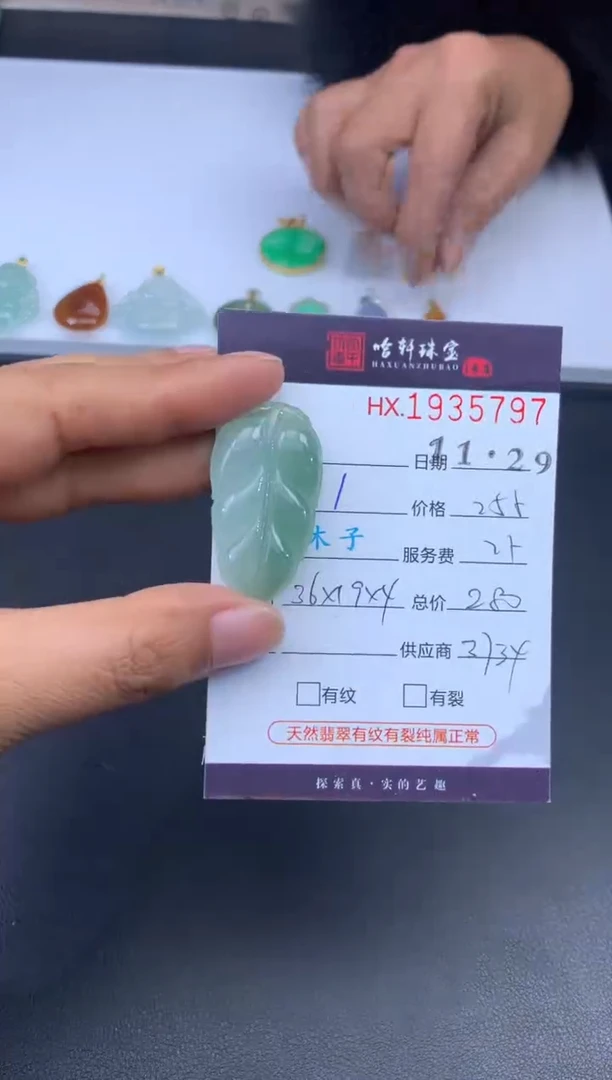 哈轩珠宝
HAXUANZHUBAO
HX.1935797
日期 11·29
价格 255
木子
服务费 25
36x19x4 总价 280
供应商 3734
□有纹 □有裂
天然翡翠有纹有裂纯属正常
探索真·实的艺趣